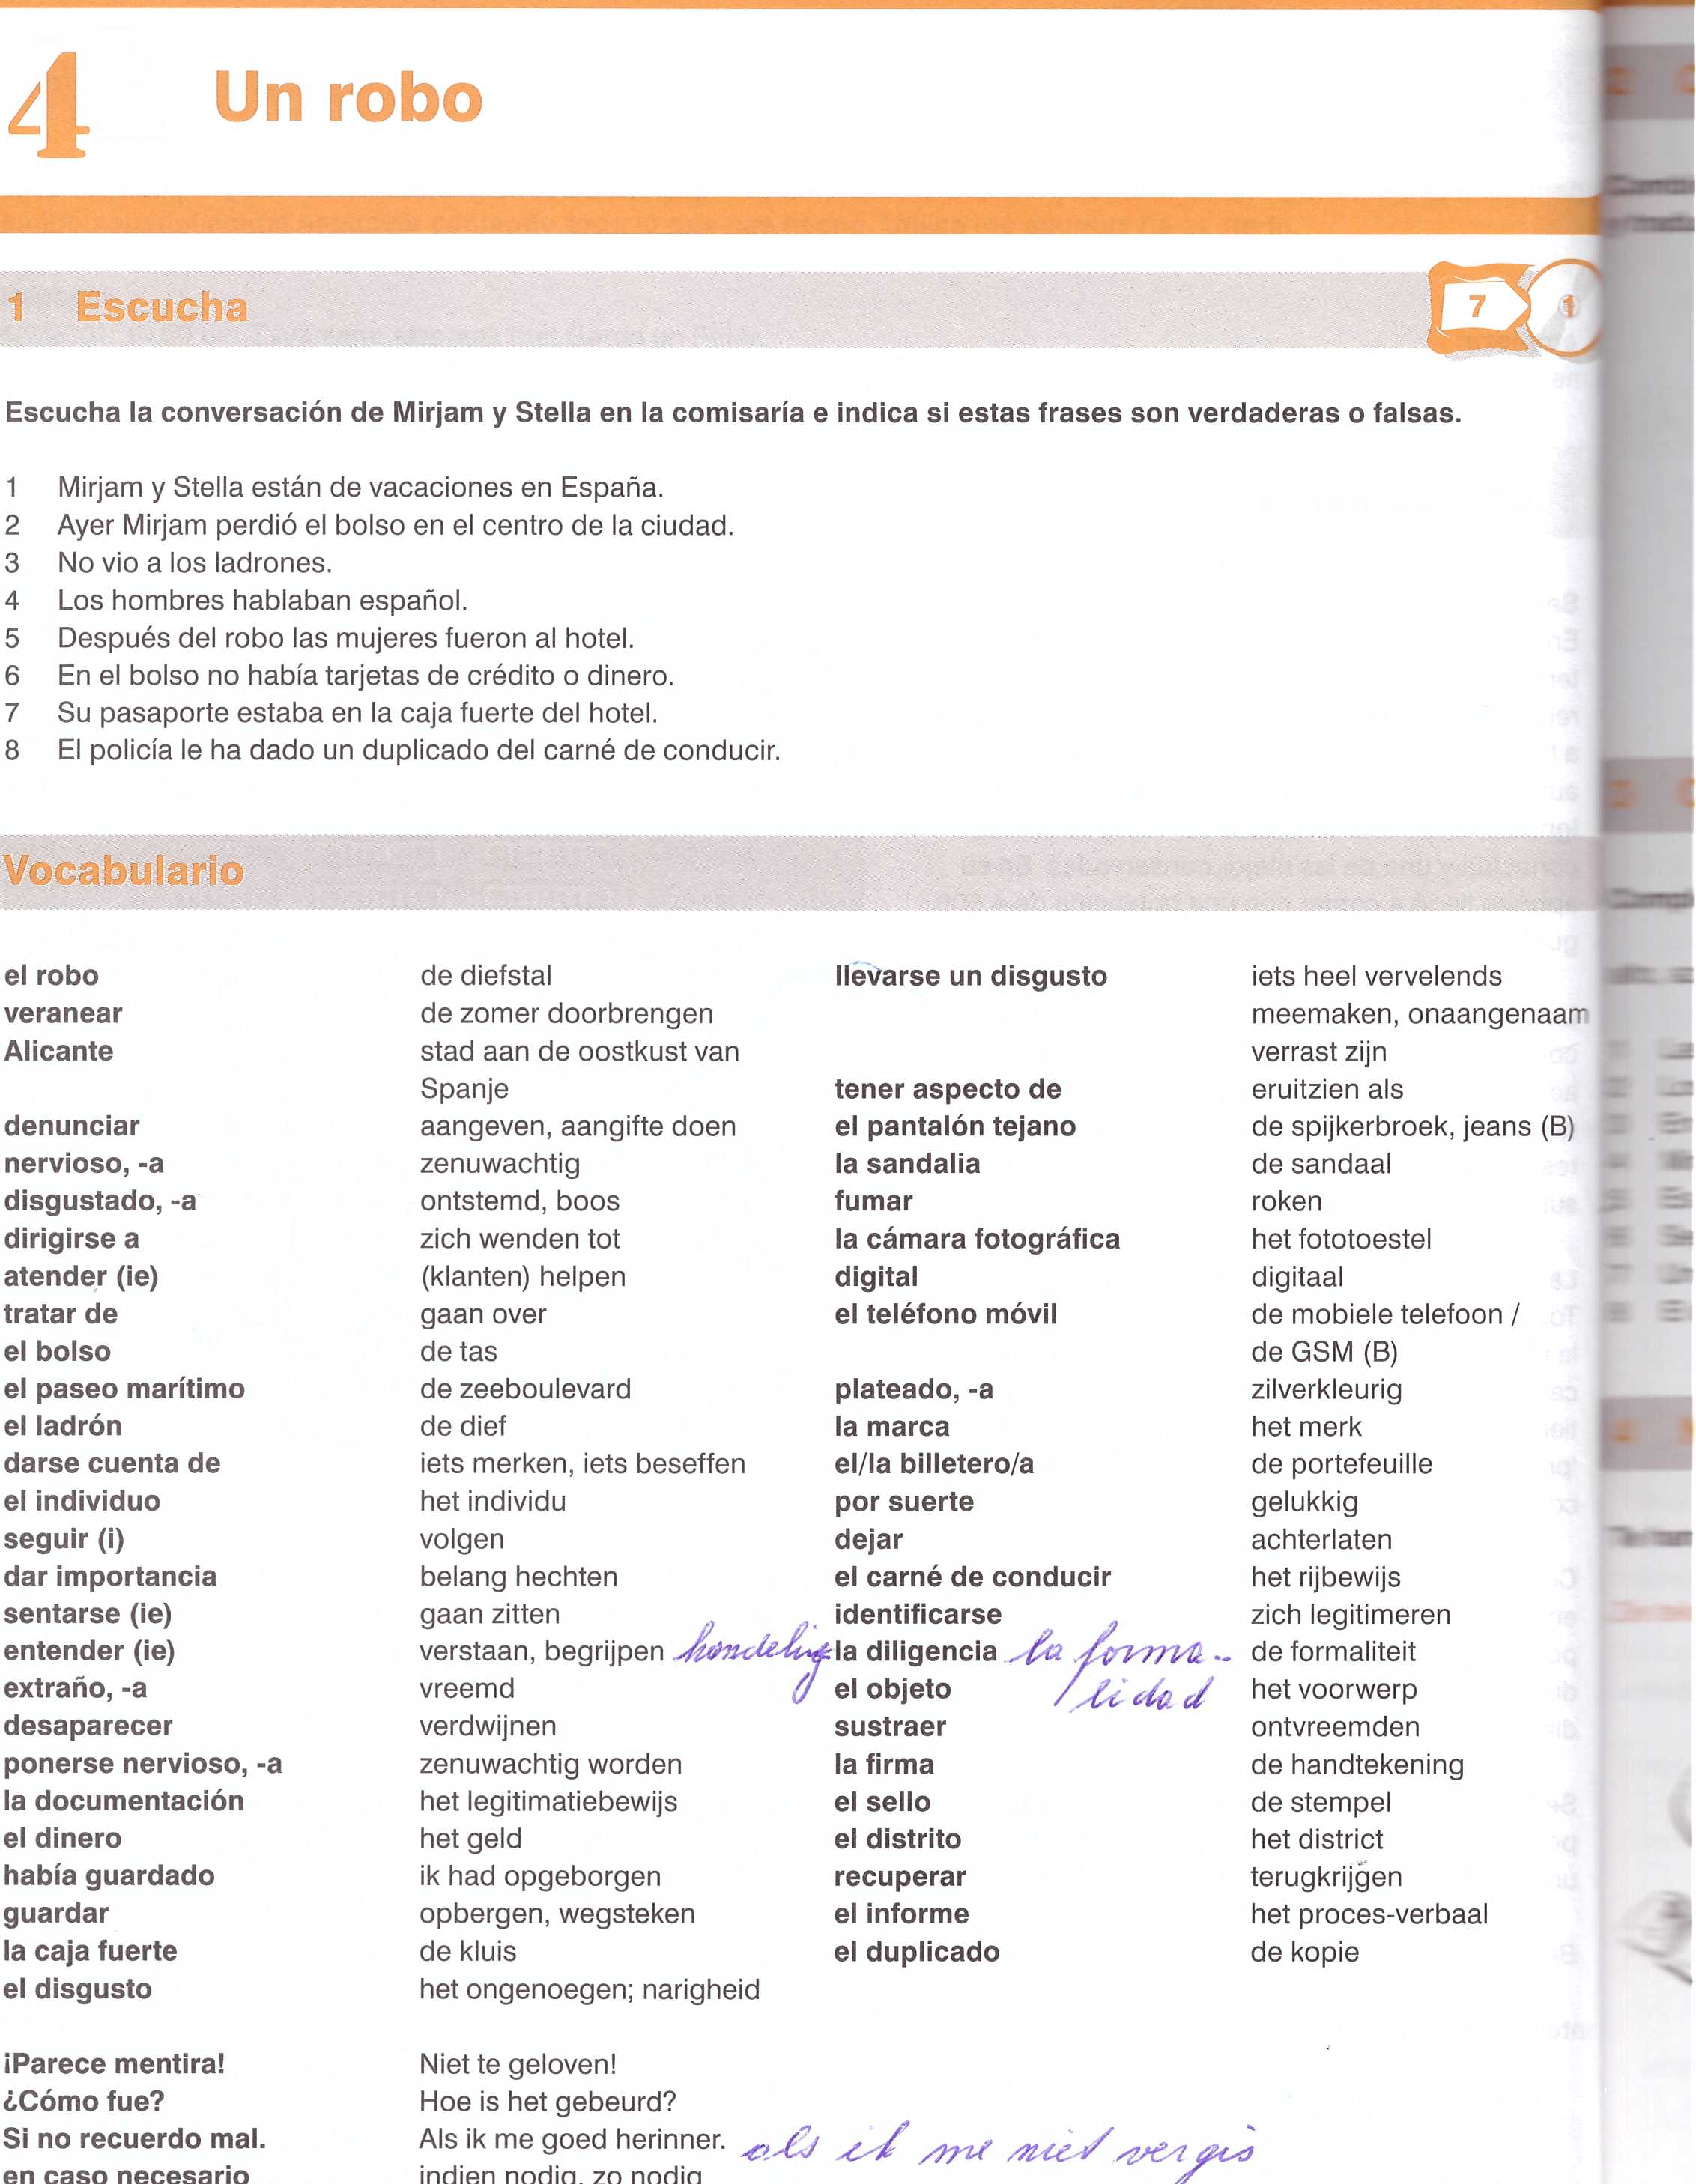 4 Un robo
1 Escucha
7 1
Escucha la conversación de Mirjam y Stella en la comisaría e indica si estas frases son verdaderas o falsas.
1 Mirjam y Stella están de vacaciones en España.
2 Ayer Mirjam perdió el bolso en el centro de la ciudad.
3 No vio a los ladrones.
4 Los hombres hablaban español.
5 Después del robo las mujeres fueron al hotel.
6 En el bolso no había tarjetas de crédito o dinero.
7 Su pasaporte estaba en la caja fuerte del hotel.
8 El policía le ha dado un duplicado del carné de conducir.
Vocabulario
el robo de diefstal
veranear de zomer doorbrengen
Alicante stad aan de oostkust van
Spanje
denunciar aangeven, aangifte doen
nervioso, -a zenuwachtig
disgustado, -a ontstemd, boos
dirigirse a zich wenden tot
atender (ie) (klanten) helpen
tratar de gaan over
el bolso de tas
el paseo marítimo de zeeboulevard
el ladrón de dief
darse cuenta de iets merken, iets beseffen
el individuo het individu
seguir (i) volgen
dar importancia belang hechten
sentarse (ie) gaan zitten
entender (ie) verstaan, begrijpen
extraño, -a vreemd
desaparecer verdwijnen
ponerse nervioso, -a zenuwachtig worden
la documentación het legitimatiebewijs
el dinero het geld
había guardado ik had opgeborgen
guardar opbergen, wegsteken
la caja fuerte de kluis
el disgusto het ongenoegen; narigheid
llevarse un disgusto iets heel vervelends
meemaken, onaangenaam
verrast zijn
tener aspecto de eruitzien als
el pantalón tejano de spijkerbroek, jeans (B)
la sandalia de sandaal
fumar roken
la cámara fotográfica het fototoestel
digital digitaal
el teléfono móvil de mobiele telefoon /
de GSM (B)
plateado, -a zilverkleurig
la marca het merk
el/la billetero/a de portefeuille
por suerte gelukkig
dejar achterlaten
el carné de conducir het rijbewijs
identificarse zich legitimeren
handeling la diligencia la forma- de formaliteit
el objeto lidad het voorwerp
sustraer ontvreemden
la firma de handtekening
el sello de stempel
el distrito het district
recuperar terugkrijgen
el informe het proces-verbaal
el duplicado de kopie
¡Parece mentira! Niet te geloven!
¿Cómo fue? Hoe is het gebeurd?
Si no recuerdo mal. Als ik me goed herinner. als ik me niet vergis
en caso necesario indien nodig, zo nodig